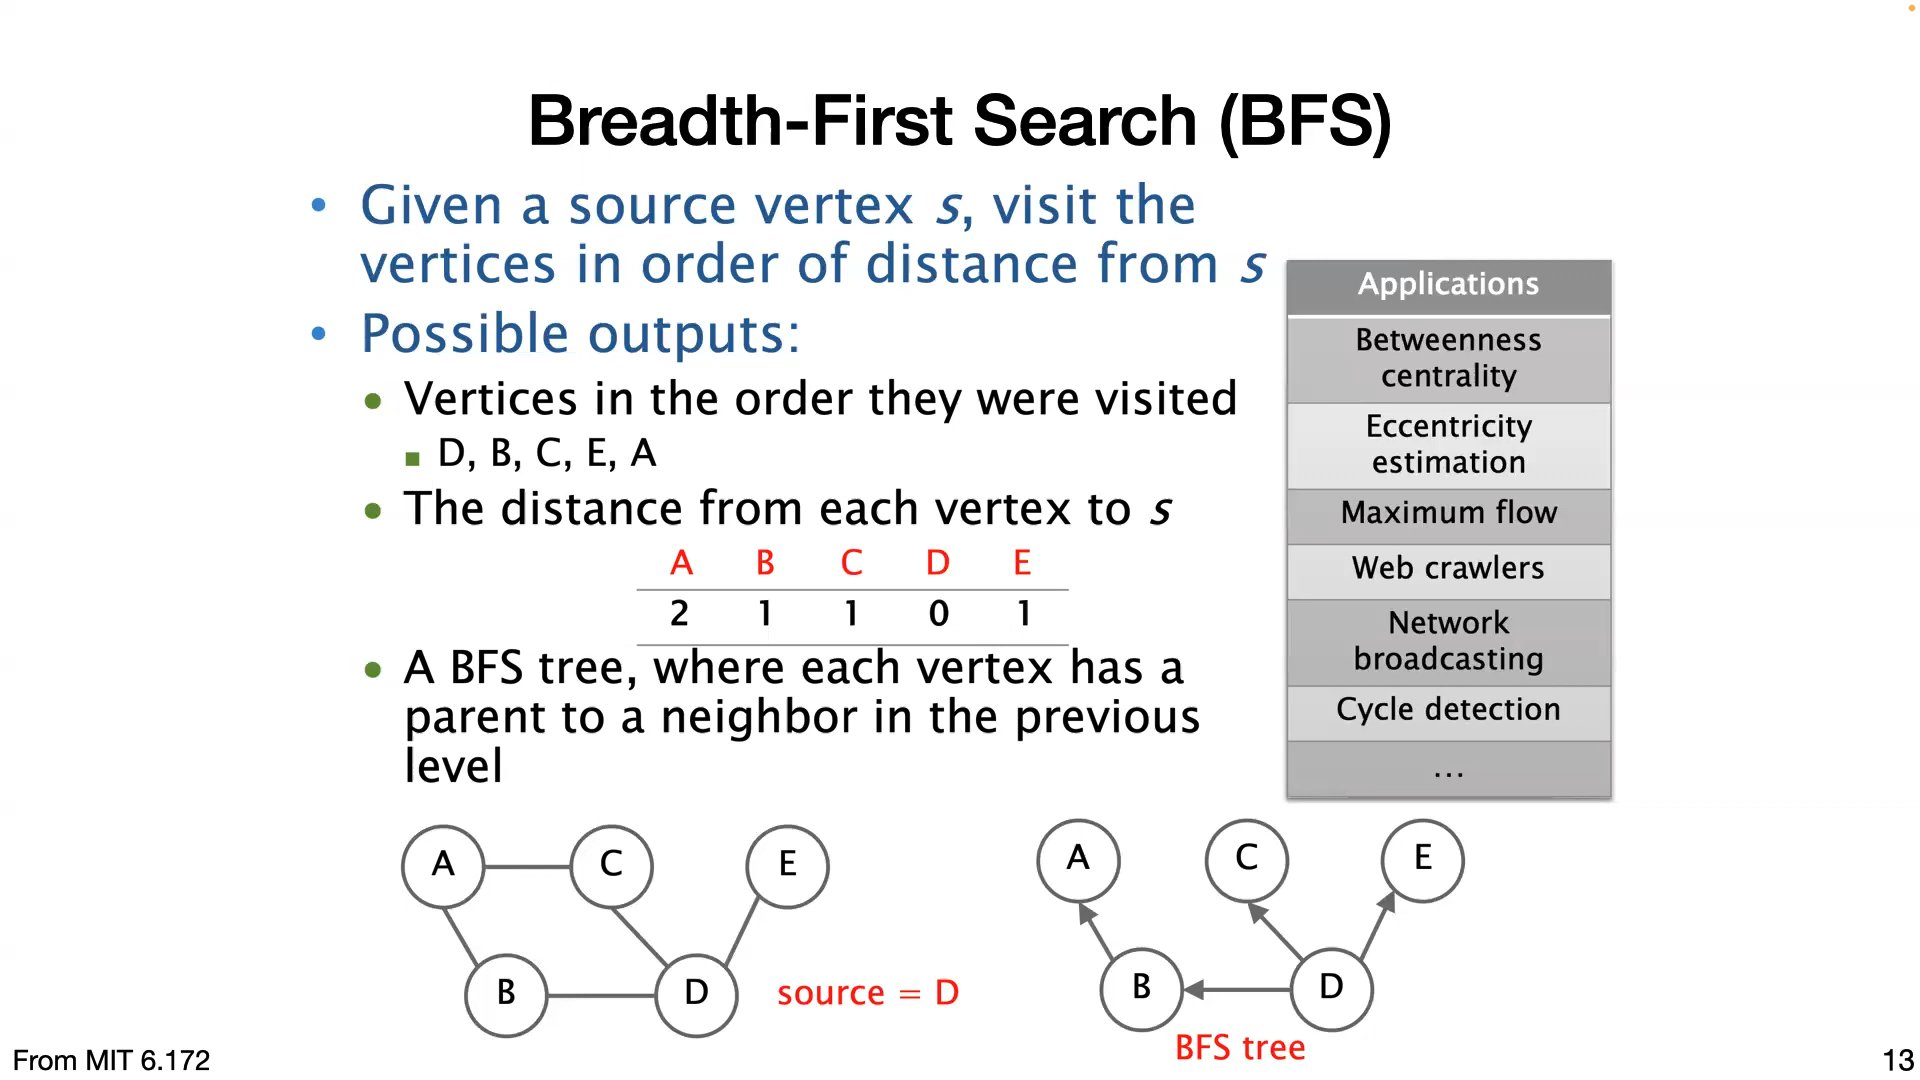 Breadth-First Search (BFS)
• Given a source vertex s, visit the
vertices in order of distance from s
• Possible outputs:
• Vertices in the order they were visited
■ D, B, C, E, A
• The distance from each vertex to s
A B C D E
2 1 1 0 1
• A BFS tree, where each vertex has a
parent to a neighbor in the previous
level
Applications
Betweenness
centrality
Eccentricity
estimation
Maximum flow
Web crawlers
Network
broadcasting
Cycle detection
...
A C E
B D
source = D
A C E
B D
BFS tree
From MIT 6.172
13